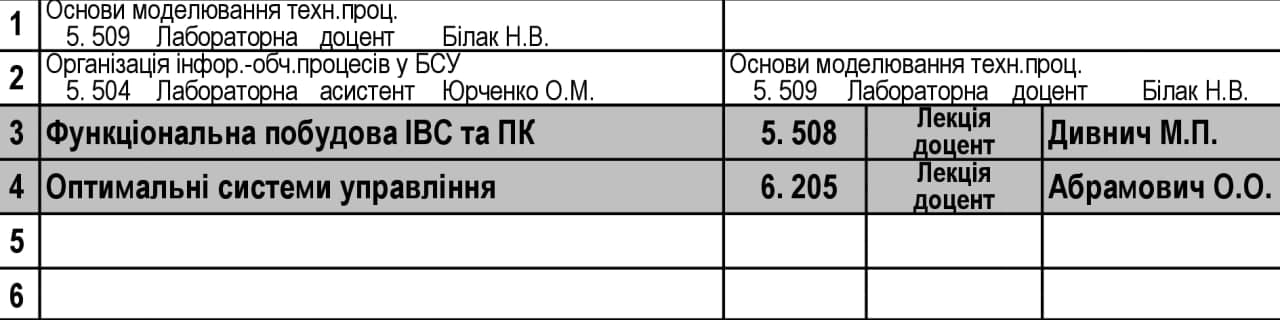 1 Основи моделювання техн.проц.
5. 509 Лабораторна доцент Білак Н.В.
2 Організація інфор.-обч.процесів у БСУ
5. 504 Лабораторна асистент Юрченко О.М.
Основи моделювання техн.проц.
5. 509 Лабораторна доцент Білак Н.В.
3 Функціональна побудова ІВС та ПК 5. 508 Лекція
доцент Дивнич М.П.
4 Оптимальні системи управління 6. 205 Лекція
доцент Абрамович О.О.
5
6